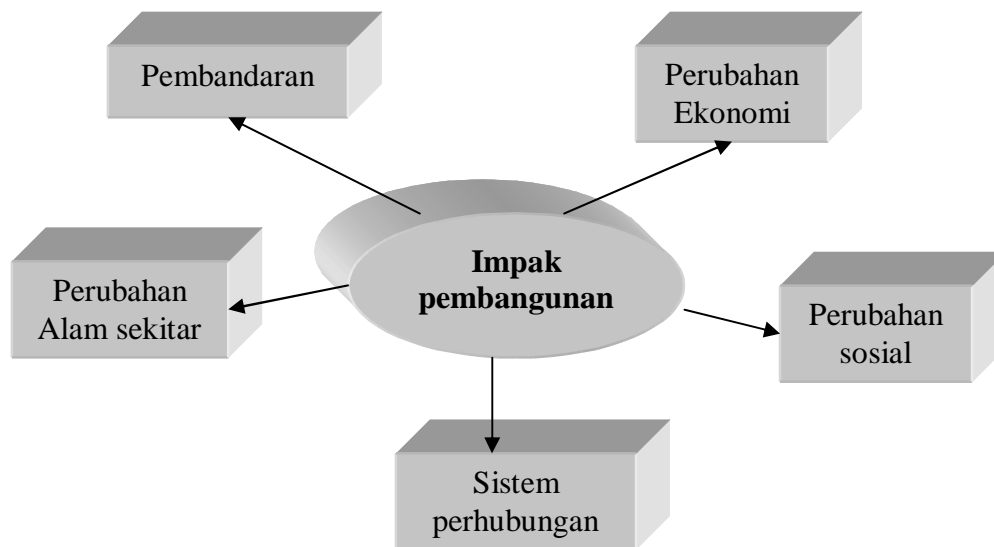 Pembandaran
Perubahan
Ekonomi
Impak
pembangunan
Perubahan
Alam sekitar
Perubahan
sosial
Sistem
perhubungan